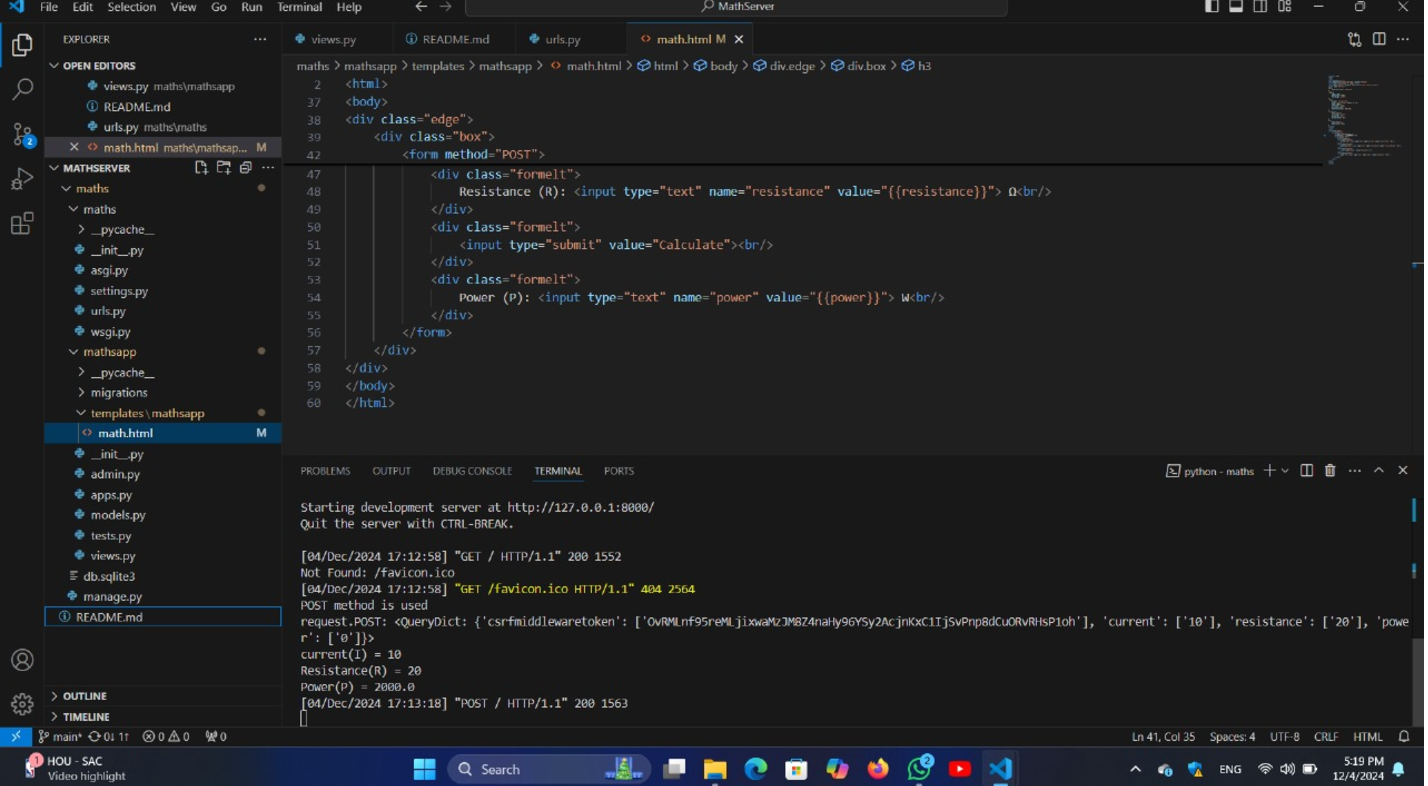 File Edit Selection View Go Run Terminal Help
MathServer
EXPLORER
OPEN EDITORS
views.py maths\mathsapp
README.md
urls.py maths\maths
math.html maths\mathsap... M
MATHSERVER
maths
maths
__pycache__
__init__.py
asgi.py
settings.py
urls.py
wsgi.py
mathsapp
__pycache__
migrations
templates\mathsapp
math.html M
__init__.py
admin.py
apps.py
models.py
tests.py
views.py
db.sqlite3
manage.py
README.md
OUTLINE
TIMELINE
2
views.py README.md urls.py math.html M
maths > mathsapp > templates > mathsapp > math.html > html > body > div.edge > div.box > h3
2 <html>
37 <body>
38 <div class="edge">
39 <div class="box">
42 <form method="POST">
47 <div class="formelt">
48 Resistance (R): <input type="text" name="resistance" value="{{resistance}}"> Ω<br/>
49 </div>
50 <div class="formelt">
51 <input type="submit" value="Calculate"><br/>
52 </div>
53 <div class="formelt">
54 Power (P): <input type="text" name="power" value="{{power}}"> W<br/>
55 </div>
56 </form>
57 </div>
58 </div>
59 </body>
60 </html>
PROBLEMS OUTPUT DEBUG CONSOLE TERMINAL PORTS
python - maths
Starting development server at http://127.0.0.1:8000/
Quit the server with CTRL-BREAK.
[04/Dec/2024 17:12:58] "GET / HTTP/1.1" 200 1552
Not Found: /favicon.ico
[04/Dec/2024 17:12:58] "GET /favicon.ico HTTP/1.1" 404 2564
POST method is used
request.POST: <QueryDict: {'csrfmiddlewaretoken': ['OvRMLnf95reMLjixwaMzJM8Z4naHy96YSy2AcjnKxC1IjSvPnp8dCuORvRHsP1oh'], 'current': ['10'], 'resistance': ['20'], 'powe
r': ['0']}>
current(I) = 10
Resistance(R) = 20
Power(P) = 2000.0
[04/Dec/2024 17:13:18] "POST / HTTP/1.1" 200 1563
main* 0↓ 1↑ 0 0 0
Ln 41, Col 35 Spaces: 4 UTF-8 CRLF HTML
1
HOU - SAC
Video highlight
Search
2
ENG
5:19 PM
12/4/2024